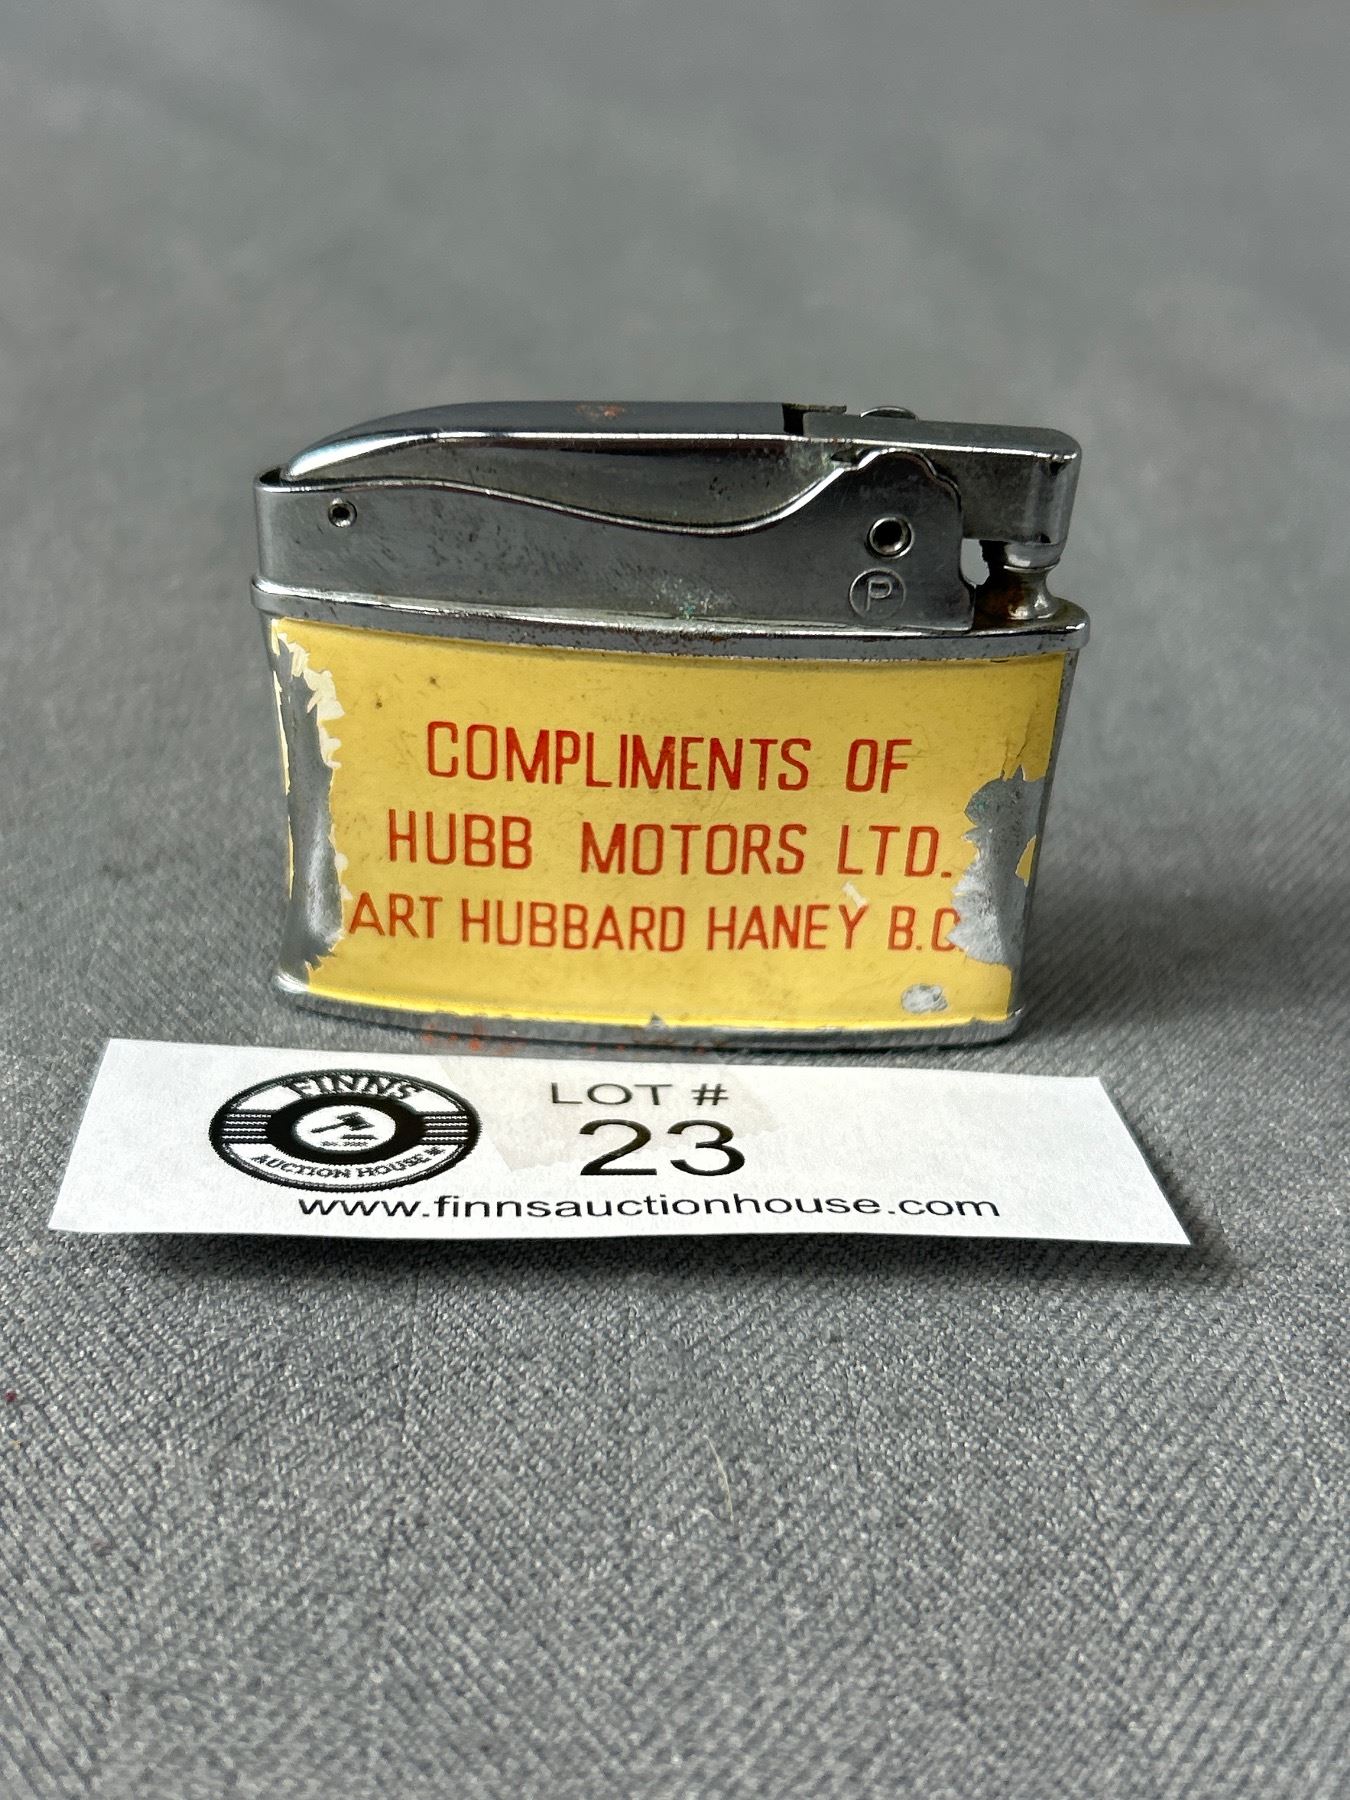 P
COMPLIMENTS OF
HUBB MOTORS LTD.
ART HUBBARD HANEY B.C.
FINNS
AUCTION HOUSE
LOT #
23
www.finnsauctionhouse.com